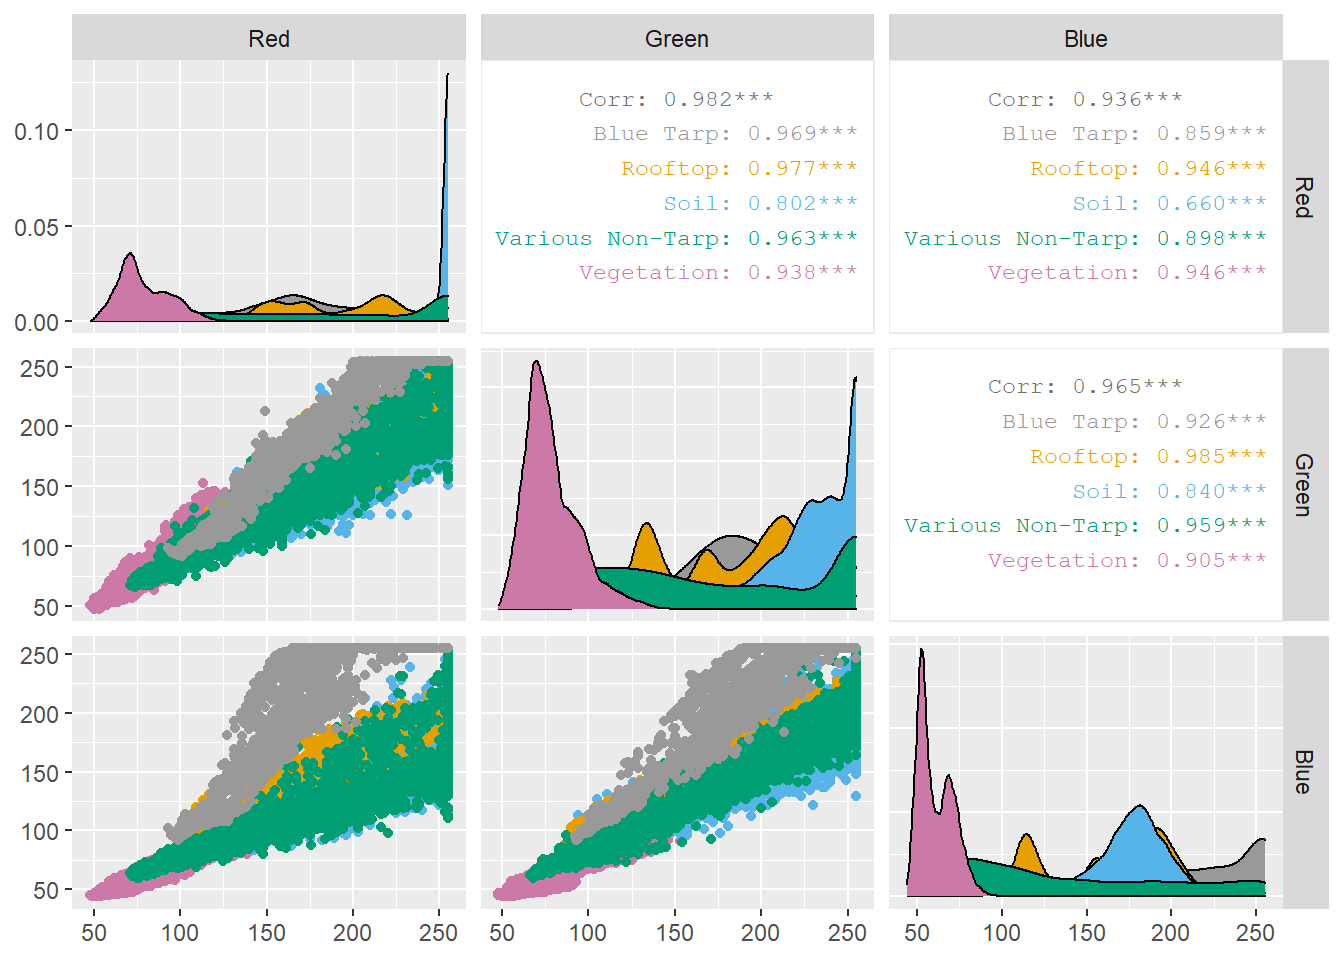 Red
Green
Blue
0.10
0.05
0.00
Corr: 0.982***
Blue Tarp: 0.969***
Rooftop: 0.977***
Soil: 0.802***
Various Non-Tarp: 0.963***
Vegetation: 0.938***
Corr: 0.936***
Blue Tarp: 0.859***
Rooftop: 0.946***
Soil: 0.660***
Various Non-Tarp: 0.898***
Vegetation: 0.946***
Red
250
200
150
100
50
Corr: 0.965***
Blue Tarp: 0.926***
Rooftop: 0.985***
Soil: 0.840***
Various Non-Tarp: 0.959***
Vegetation: 0.905***
Green
250
200
150
100
50
Blue
50 100 150 200 250
50 100 150 200 250
50 100 150 200 250